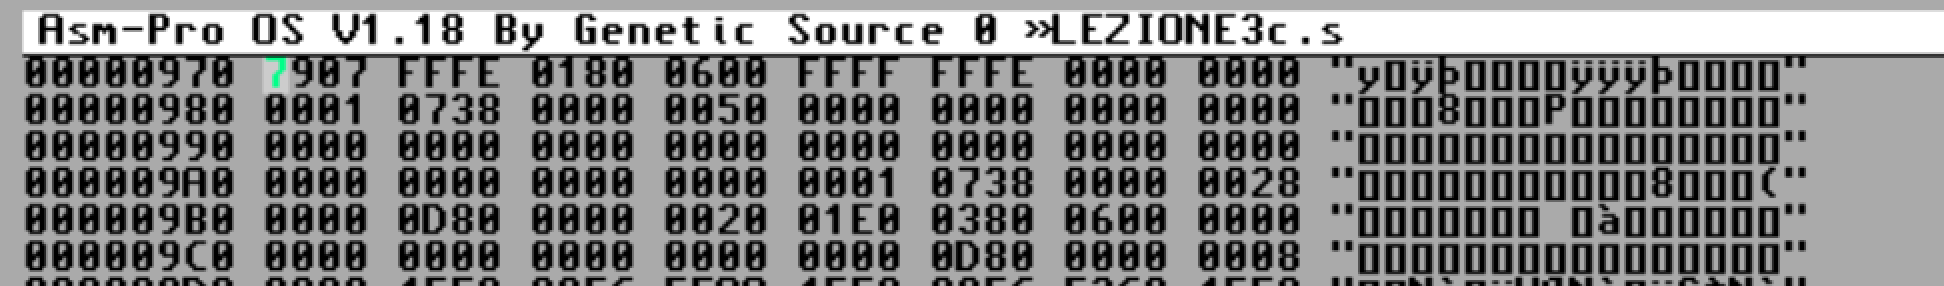 Asm-Pro OS V1.18 By Genetic Source 0 »LEZIONE3c.s
00000970 7907 FFFE 0180 0600 FFFF FFFE 0000 0000 "y▯ÿþ▯▯▯▯ÿÿÿþ▯▯▯▯"
00000980 0001 0738 0000 0050 0000 0000 0000 0000 "▯▯▯8▯▯▯P▯▯▯▯▯▯▯▯"
00000990 0000 0000 0000 0000 0000 0000 0000 0000 "▯▯▯▯▯▯▯▯▯▯▯▯▯▯▯▯"
000009A0 0000 0000 0000 0000 0001 0738 0000 0028 "▯▯▯▯▯▯▯▯▯▯▯8▯▯▯("
000009B0 0000 0D80 0000 0020 01E0 0380 0600 0000 "▯▯▯▯▯▯▯ ▯à▯▯▯▯▯▯"
000009C0 0000 0000 0000 0000 0000 0D80 0000 0008 "▯▯▯▯▯▯▯▯▯▯▯▯▯▯▯▯"